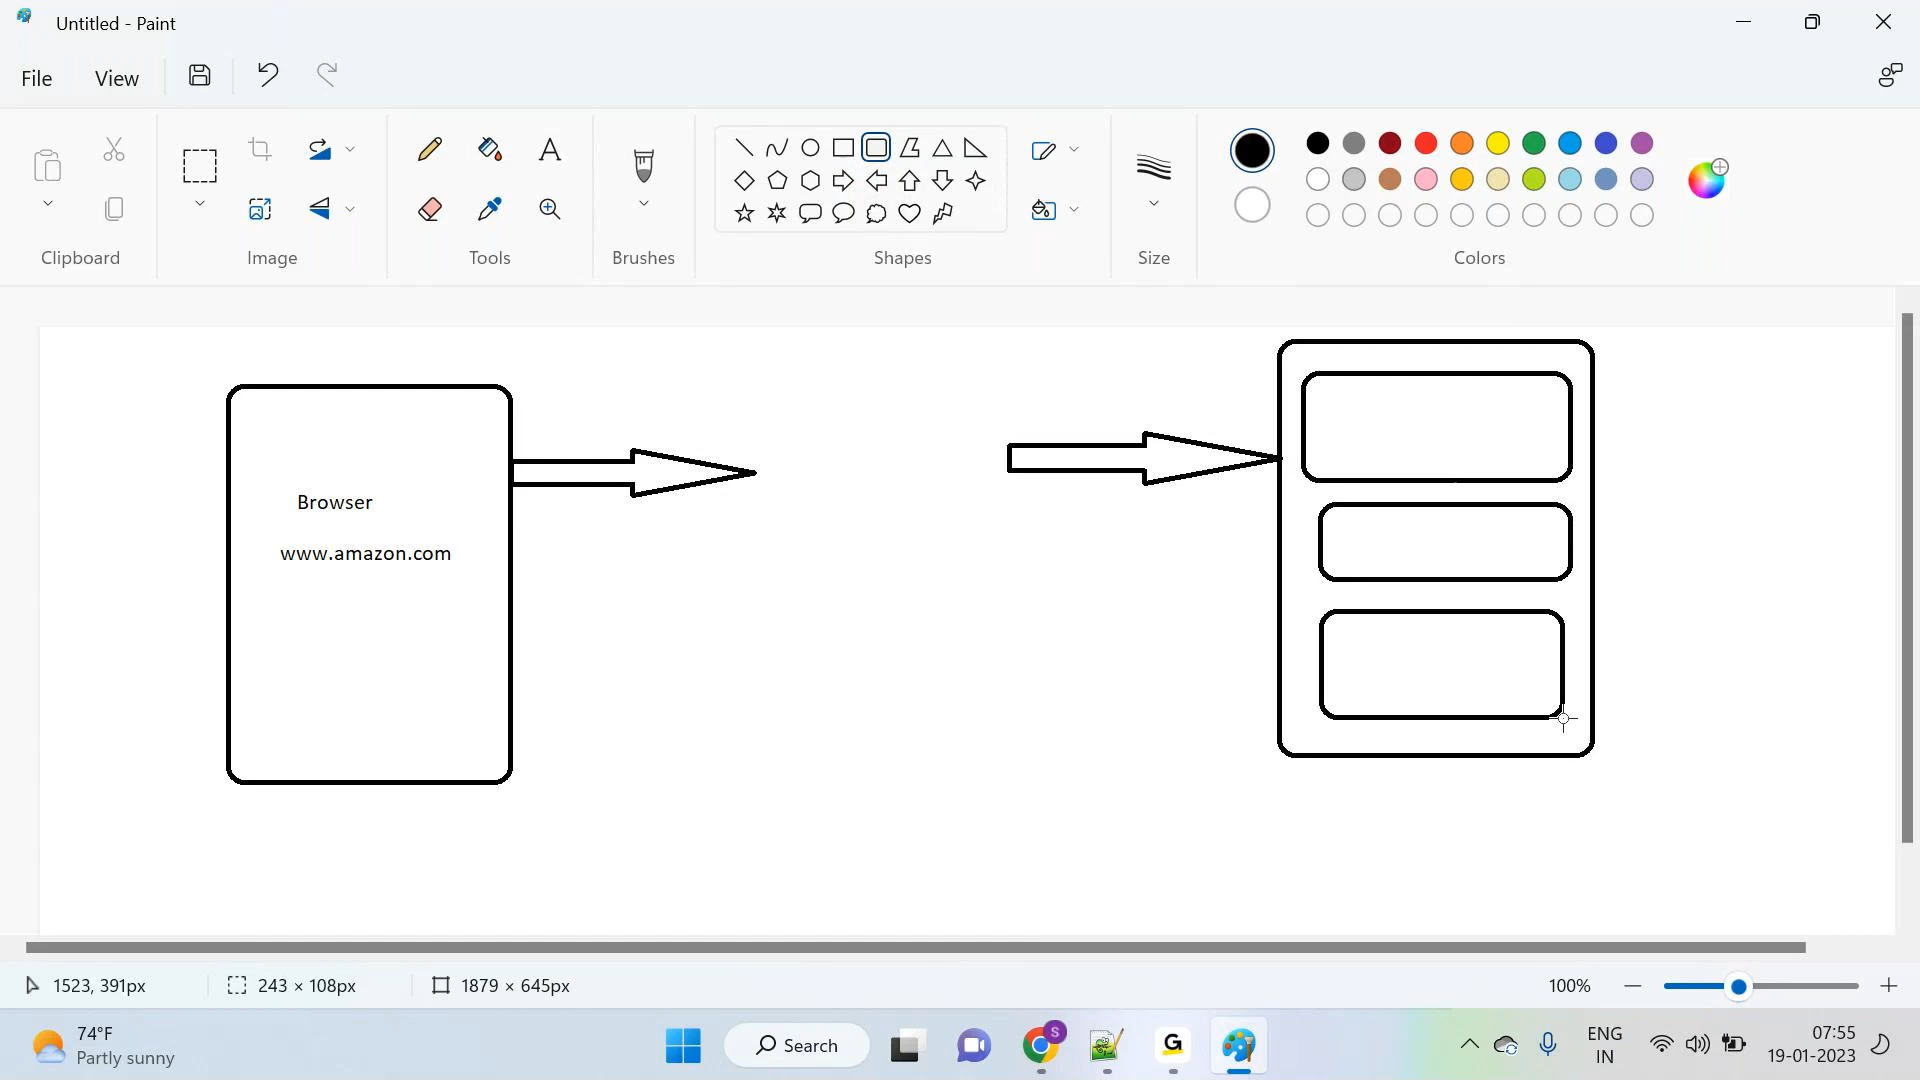 Untitled - Paint
File
View
Clipboard
Image
Tools
Brushes
Shapes
Size
Colors
Browser
www.amazon.com
1523, 391px
243 × 108px
1879 × 645px
100%
74°F
Partly sunny
Search
S
G
ENG
IN
07:55
19-01-2023